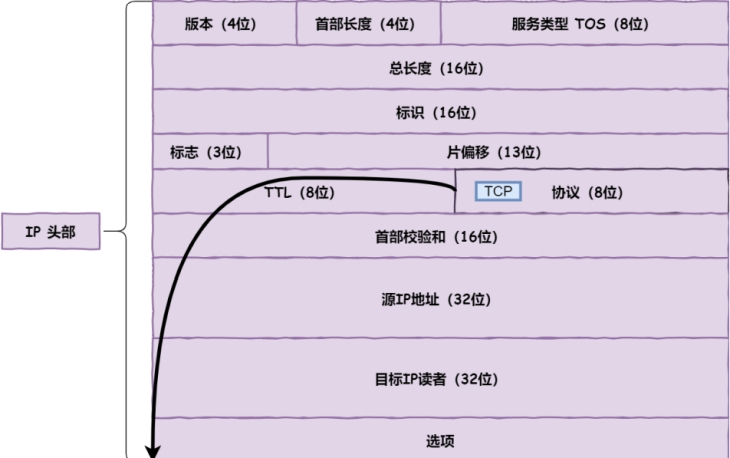 版本（4位）
首部长度（4位）
服务类型 TOS（8位）
总长度（16位）
标识（16位）
标志（3位）
片偏移（13位）
TTL（8位）
TCP
协议（8位）
IP 头部
首部校验和（16位）
源IP地址（32位）
目标IP读者（32位）
选项